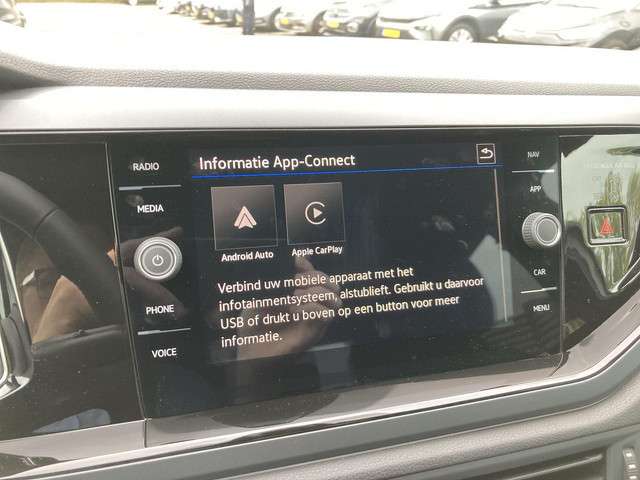 RADIO
MEDIA
PHONE
VOICE
Informatie App-Connect
Android Auto
Apple CarPlay
Verbind uw mobiele apparaat met het
infotainmentsysteem, alstublieft. Gebruikt u daarvoor
USB of drukt u boven op een button voor meer
informatie.
NAV
APP
CAR
MENU